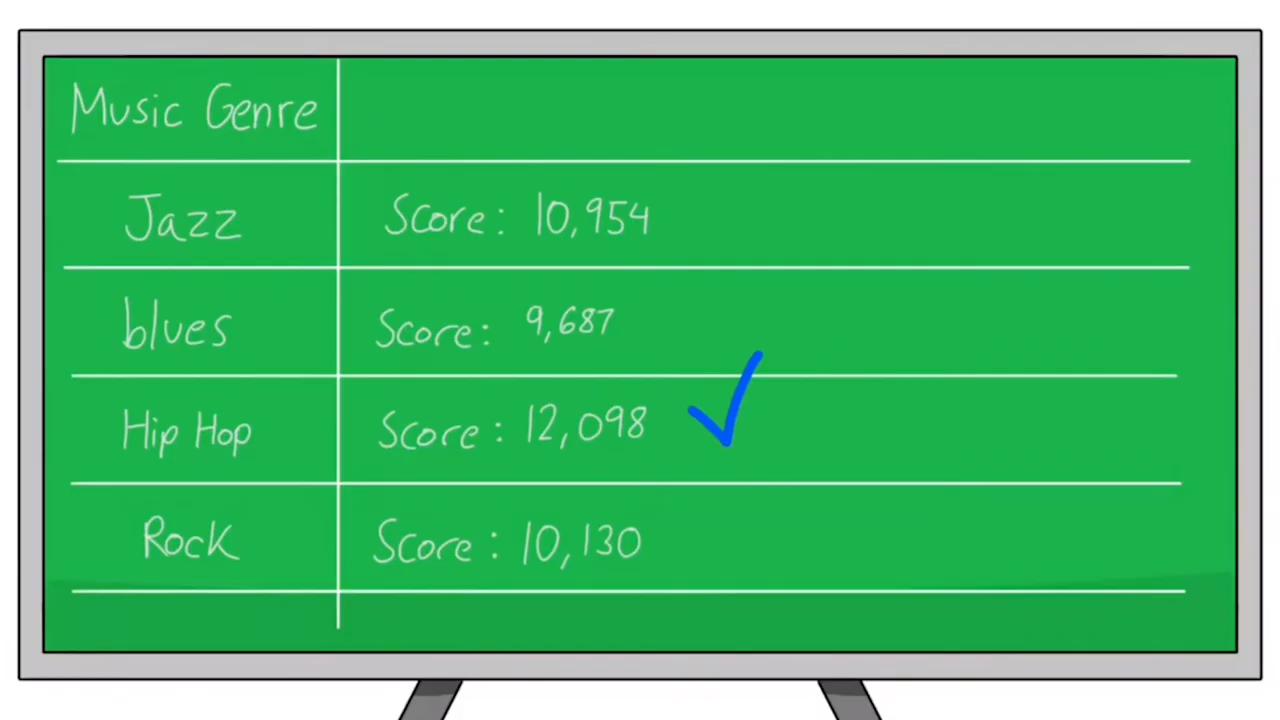 Music Genre
Jazz Score: 10,954
blues Score: 9,687
Hip Hop Score: 12,098
Rock Score: 10,130